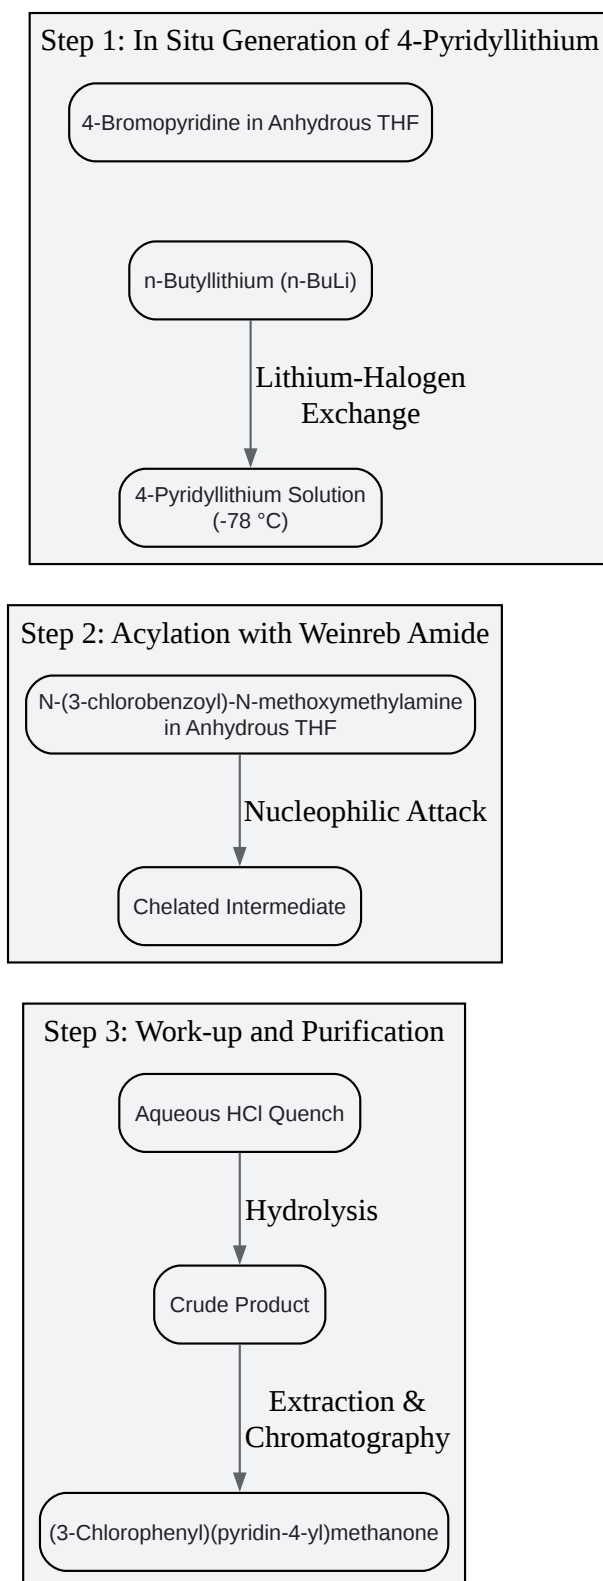 Step 1: In Situ Generation of 4-Pyridyllithium
4-Bromopyridine in Anhydrous THF
n-Butyllithium (n-BuLi)
Lithium-Halogen
Exchange
4-Pyridyllithium Solution
(-78 °C)
Step 2: Acylation with Weinreb Amide
N-(3-chlorobenzoyl)-N-methoxymethylamine
in Anhydrous THF
Nucleophilic Attack
Chelated Intermediate
Step 3: Work-up and Purification
Aqueous HCl Quench
Hydrolysis
Crude Product
Extraction &
Chromatography
(3-Chlorophenyl)(pyridin-4-yl)methanone